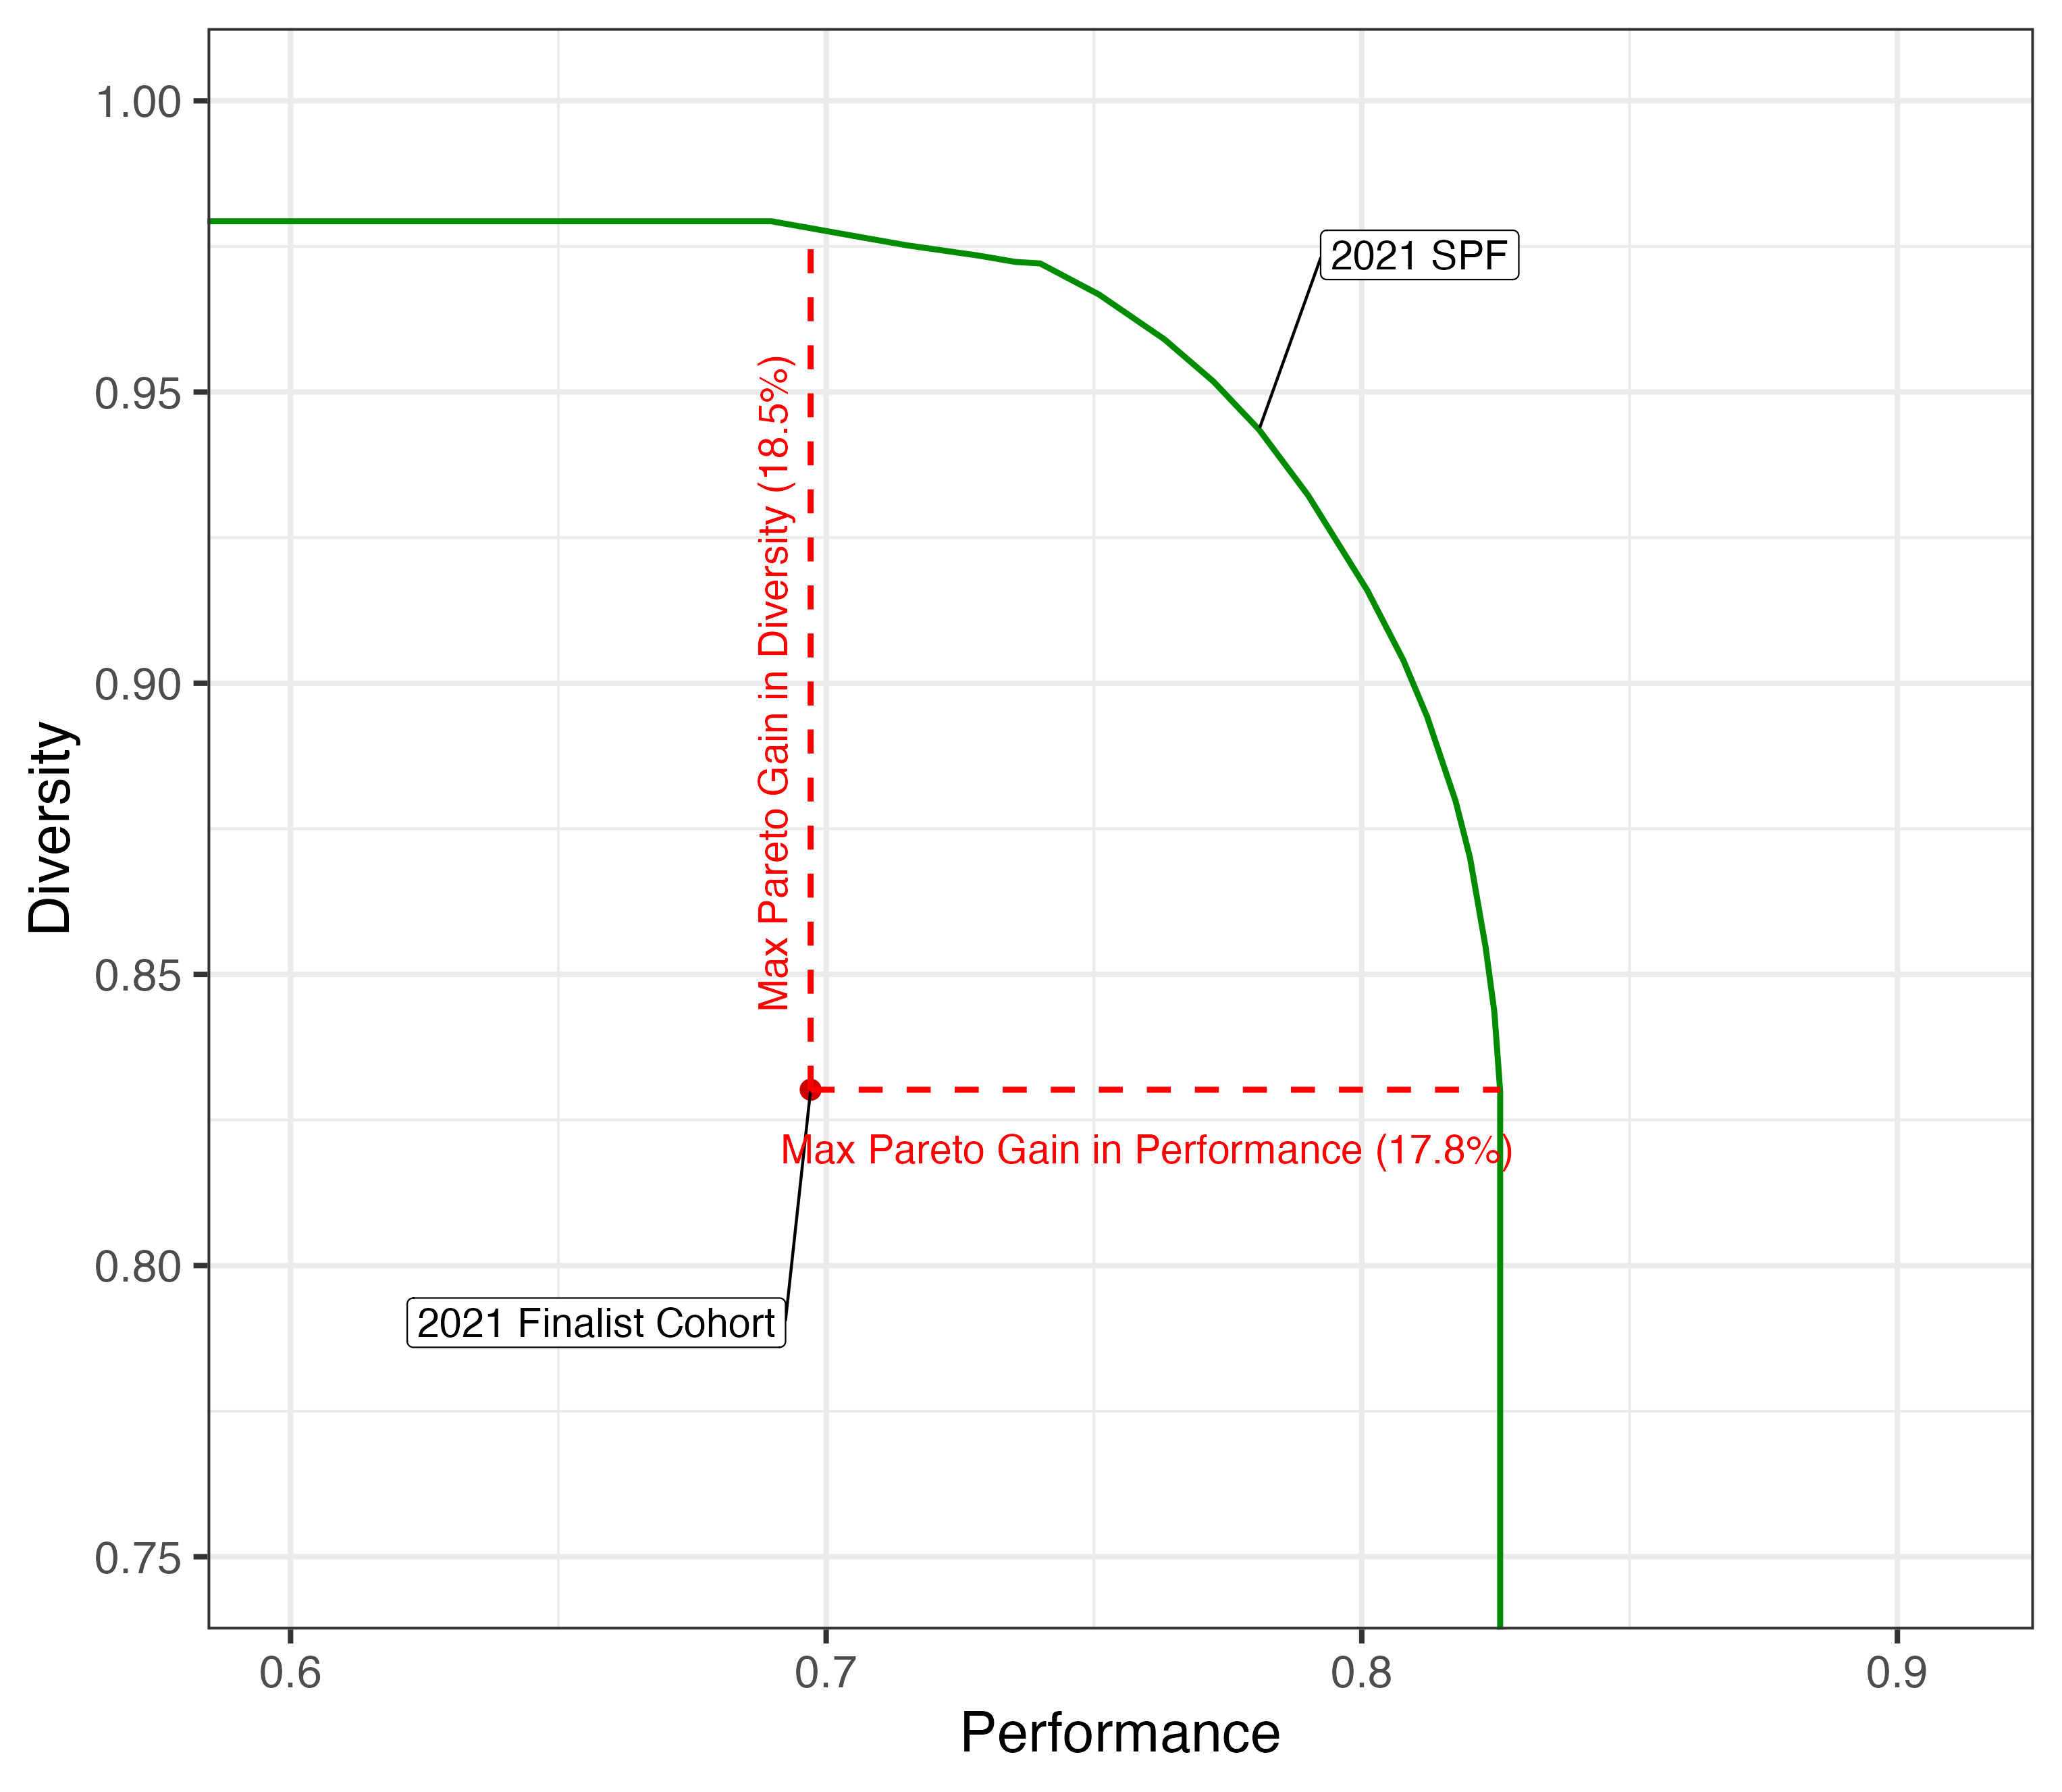 1.00
0.95
0.90
0.85
0.80
0.75
Diversity
2021 SPF
Max Pareto Gain in Diversity (18.5%)
Max Pareto Gain in Performance (17.8%)
2021 Finalist Cohort
0.6
0.7
0.8
0.9
Performance